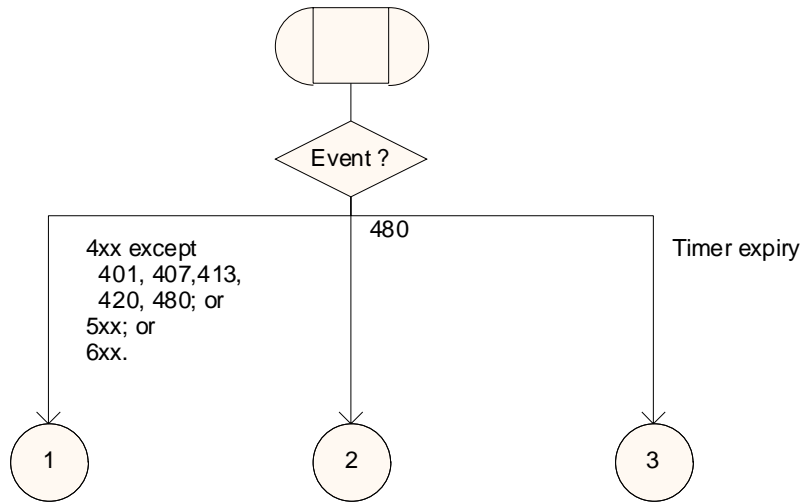 Event ?
480
4xx except
401, 407,413,
420, 480; or
5xx; or
6xx.
Timer expiry
1
2
3